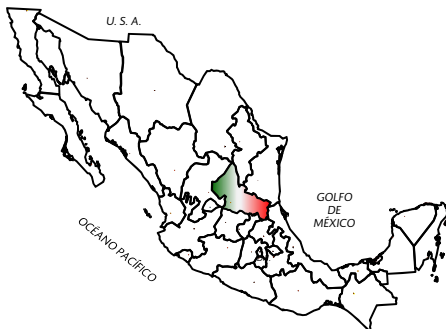 U. S. A.
GOLFO
DE
MÉXICO
OCÉANO PACÍFICO